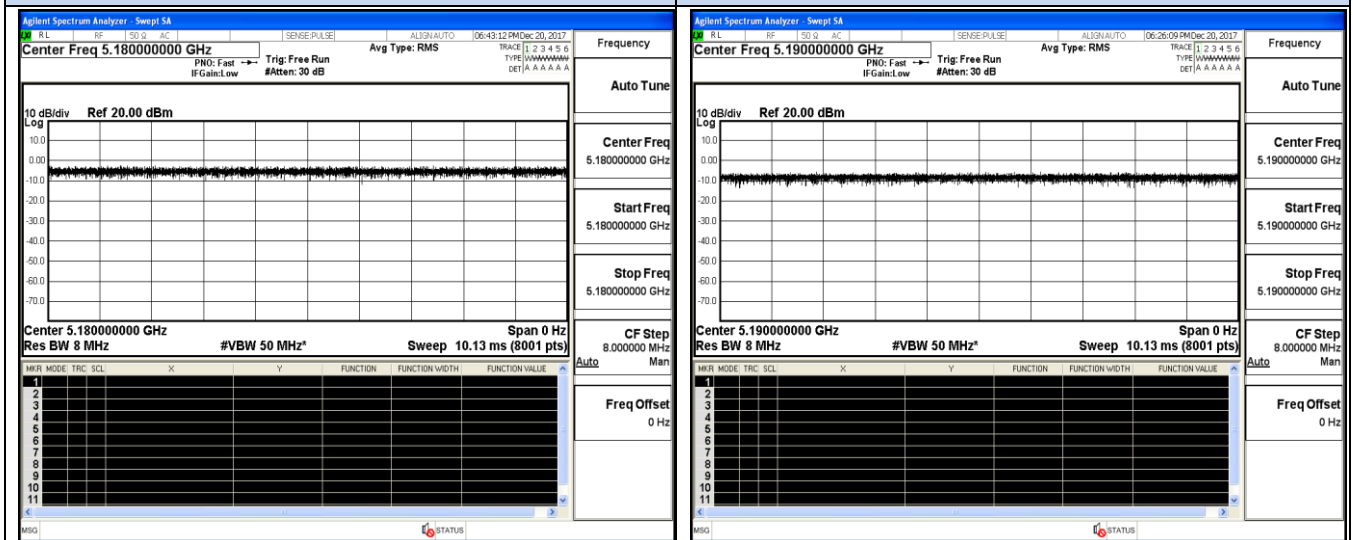 Agilent Spectrum Analyzer - Swept SA
RL RF 50 Ω AC SENSE:PULSE ALIGNAUTO 06:43:12 PM Dec 20, 2017
Center Freq 5.180000000 GHz
Avg Type: RMS
TRACE 1 2 3 4 5 6
TYPE
DET A A A A A A
PNO: Fast
IFGain:Low
Trig: Free Run
#Atten: 30 dB
10 dB/div Ref 20.00 dBm
Log
10.0
0.00
-10.0
-20.0
-30.0
-40.0
-50.0
-60.0
-70.0
Center 5.180000000 GHz Span 0 Hz
Res BW 8 MHz #VBW 50 MHz* Sweep 10.13 ms (8001 pts)
MKR MODE TRC SCL X Y FUNCTION FUNCTION WIDTH FUNCTION VALUE
1
2
3
4
5
6
7
8
9
10
11
MSG STATUS
Frequency
Auto Tune
Center Freq
5.180000000 GHz
Start Freq
5.180000000 GHz
Stop Freq
5.180000000 GHz
CF Step
8.000000 MHz
Auto Man
Freq Offset
0 Hz
Agilent Spectrum Analyzer - Swept SA
RL RF 50 Ω AC SENSE:PULSE ALIGNAUTO 06:26:09 PM Dec 20, 2017
Center Freq 5.190000000 GHz
Avg Type: RMS
TRACE 1 2 3 4 5 6
TYPE
DET A A A A A A
PNO: Fast
IFGain:Low
Trig: Free Run
#Atten: 30 dB
10 dB/div Ref 20.00 dBm
Log
10.0
0.00
-10.0
-20.0
-30.0
-40.0
-50.0
-60.0
-70.0
Center 5.190000000 GHz Span 0 Hz
Res BW 8 MHz #VBW 50 MHz* Sweep 10.13 ms (8001 pts)
MKR MODE TRC SCL X Y FUNCTION FUNCTION WIDTH FUNCTION VALUE
1
2
3
4
5
6
7
8
9
10
11
MSG STATUS
Frequency
Auto Tune
Center Freq
5.190000000 GHz
Start Freq
5.190000000 GHz
Stop Freq
5.190000000 GHz
CF Step
8.000000 MHz
Auto Man
Freq Offset
0 Hz